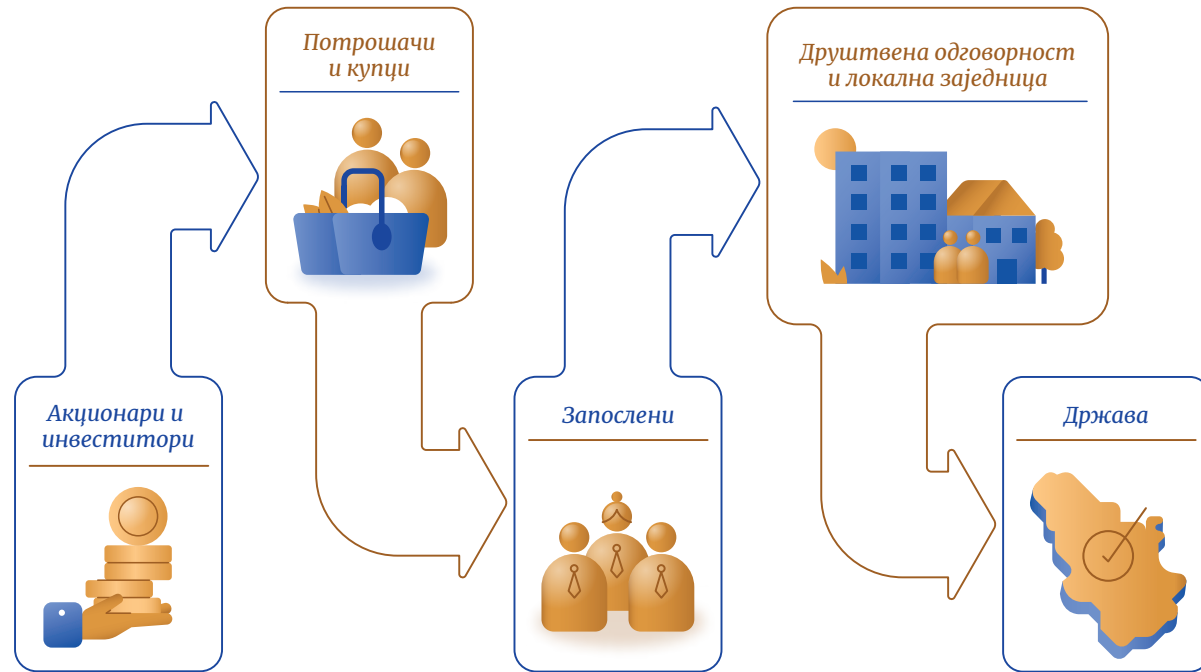 Акционари и
инвеститори
Потрошачи
и купци
Запослени
Друштвена одговорност
и локална заједница
Држава